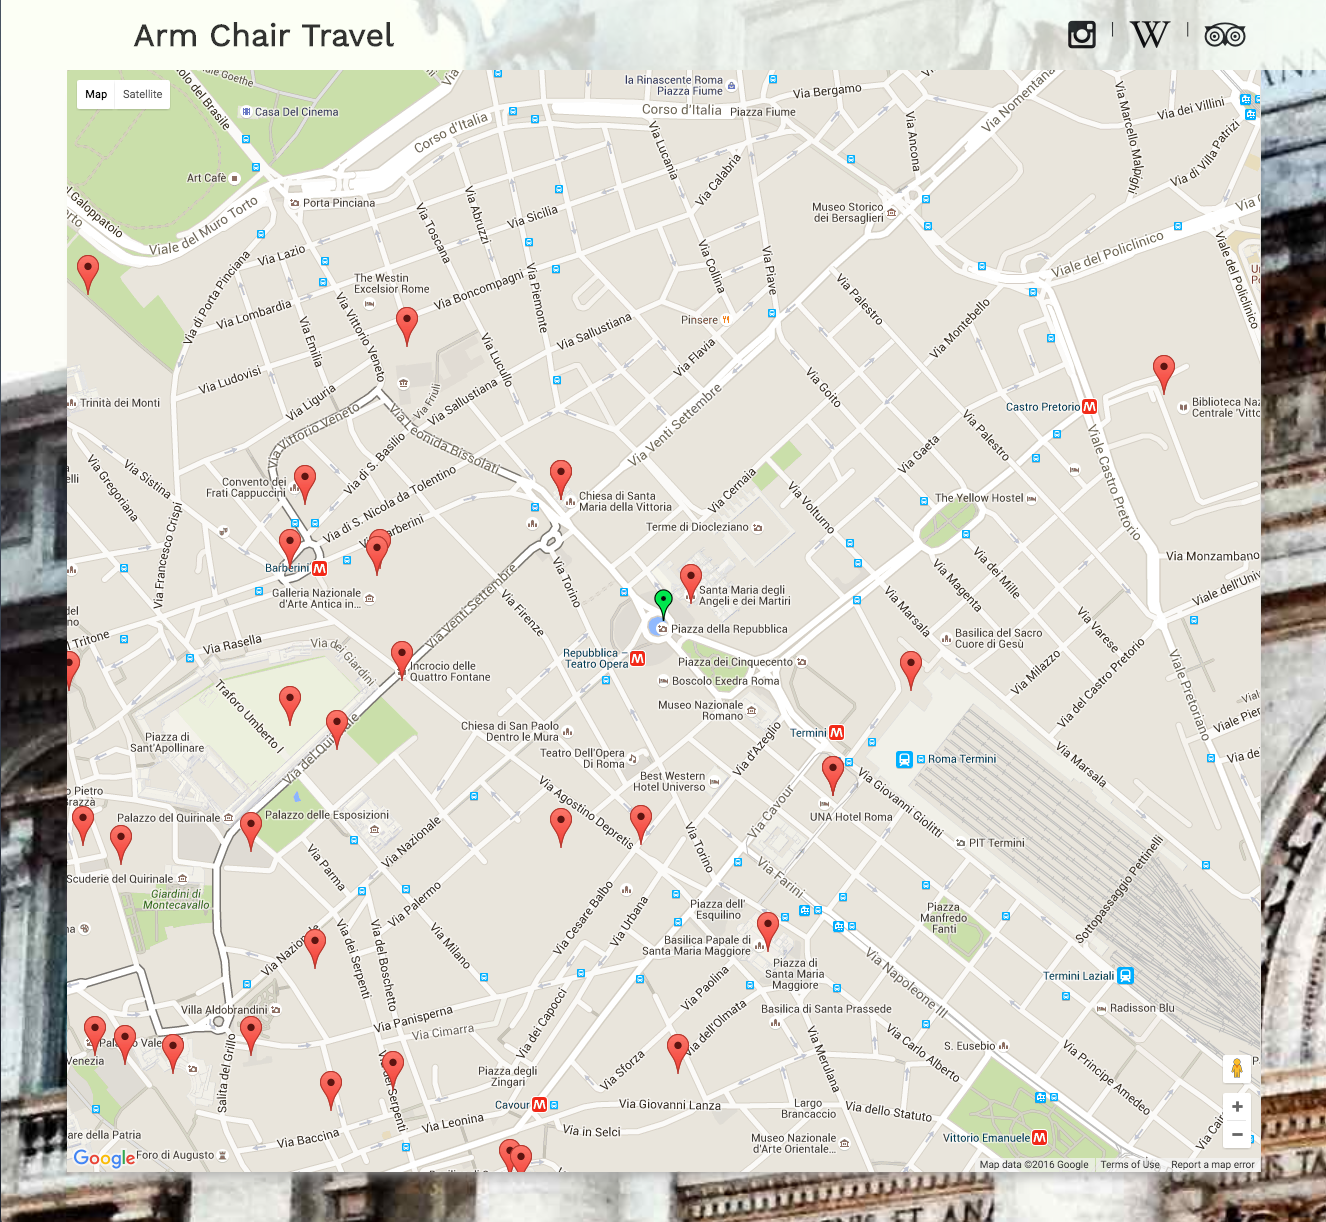 Arm Chair Travel
W
Map
Satellite
la Rinascente Roma
Piazza Fiume
Corso d'Italia
Piazza Fiume
Via Bergamo
Via Nomentana
Via dei Villini
Via Marcello Malpighi
Via di Villa Patrizi
Via Ancona
Casa Del Cinema
Corso d'Italia
Via Lucania
Via Calabria
Art Cafè
Porta Pinciana
Viale del Muro Torto
Galoppatoio
Via Abruzzi
Via Sicilia
Via Toscana
Museo Storico
dei Bersaglieri
Viale del Policlinico
Viale del Policlinico
Via Lazio
Via di Porta Pinciana
The Westin
Excelsior Rome
Via Boncompagni
Via Piemonte
Via Collina
Via Piave
Via Palestro
Via Montebello
Via Lombardia
Via Vittorio Veneto
Via Emilia
Pinsere
Via Sallustiana
Via Flavia
Via Lucullo
Via Ludovisi
Via Liguria
Via Friuli
Via Sallustiana
Via Goito
Trinità dei Monti
Castro Pretorio
Biblioteca Naz
Centrale 'Vitto
Via Vittorio Veneto
Via Leonida Bissolati
Via di S. Basilio
Via Venti Settembre
Via Palestro
Via Gaeta
Viale Castro Pretorio
Via Sistina
Via Gregoriana
Convento dei
Frati Cappuccini
Via di S. Nicola da Tolentino
Chiesa di Santa
Maria della Vittoria
Via Cernaia
Via Volturno
The Yellow Hostel
Terme di Diocleziano
Via Francesco Crispi
Barberini
Galleria Nazionale
d'Arte Antica in...
Via Torino
Via Firenze
Via Venti Settembre
Via dei Mille
Via Magenta
Via Monzambano
Viale dell'Univ
Santa Maria degli
Angeli e dei Martiri
Piazza della Repubblica
Via Marsala
Via Varese
Basilica del Sacro
Cuore di Gesù
Tritone
Via Rasella
Via dei Giardini
Repubblica -
Teatro Opera
Piazza dei Cinquecento
Boscolo Exedra Roma
Incrocio delle
Quattro Fontane
Via Milazzo
Via del Castro Pretorio
Viale Pretoriano
Traforo Umberto I
Museo Nazionale
Romano
Chiesa di San Paolo
Dentro le Mura
Termini
Roma Termini
Piazza di
Sant'Apollinare
Via del Quirinale
Teatro Dell'Opera
Di Roma
Via d'Azeglio
Via Marsala
Best Western
Hotel Universo
Via Cavour
Via Agostino Depretis
UNA Hotel Roma
Via Giovanni Giolitti
PIT Termini
Palazzo del Quirinale
Palazzo delle Esposizioni
Via Nazionale
Via Torino
Via Farini
Scuderie del Quirinale
Via Parma
Via Palermo
Giardini di
Montecavallo
Via Cesare Balbo
Via Urbana
Piazza dell'
Esquilino
Piazza
Manfredo
Fanti
Sottopassaggio Pettinelli
Via Nazionale
Via dei Serpenti
Via del Boschetto
Via Milano
Basilica Papale di
Santa Maria Maggiore
Piazza di
Santa Maria
Maggiore
Via Napoleone III
Termini Laziali
Via Paolina
Via dell'Olmata
Basilica di Santa Prassede
Radisson Blu
Villa Aldobrandini
Via Panisperna
Via Cimarra
Via dei Capocci
Venezia
Salita del Grillo
Via Sforza
Via Merulana
Via Carlo Alberto
S. Eusebio
Via Principe Amedeo
Piazza degli
Zingari
Cavour
Via Giovanni Lanza
Largo
Brancaccio
Via dello Statuto
Via Leonina
Via in Selci
Via Baccina
are della Patria
Foro di Augusto
Museo Nazionale
d'Arte Orientale...
Vittorio Emanuele
Google
Map data ©2016 Google
Terms of Use
Report a map error